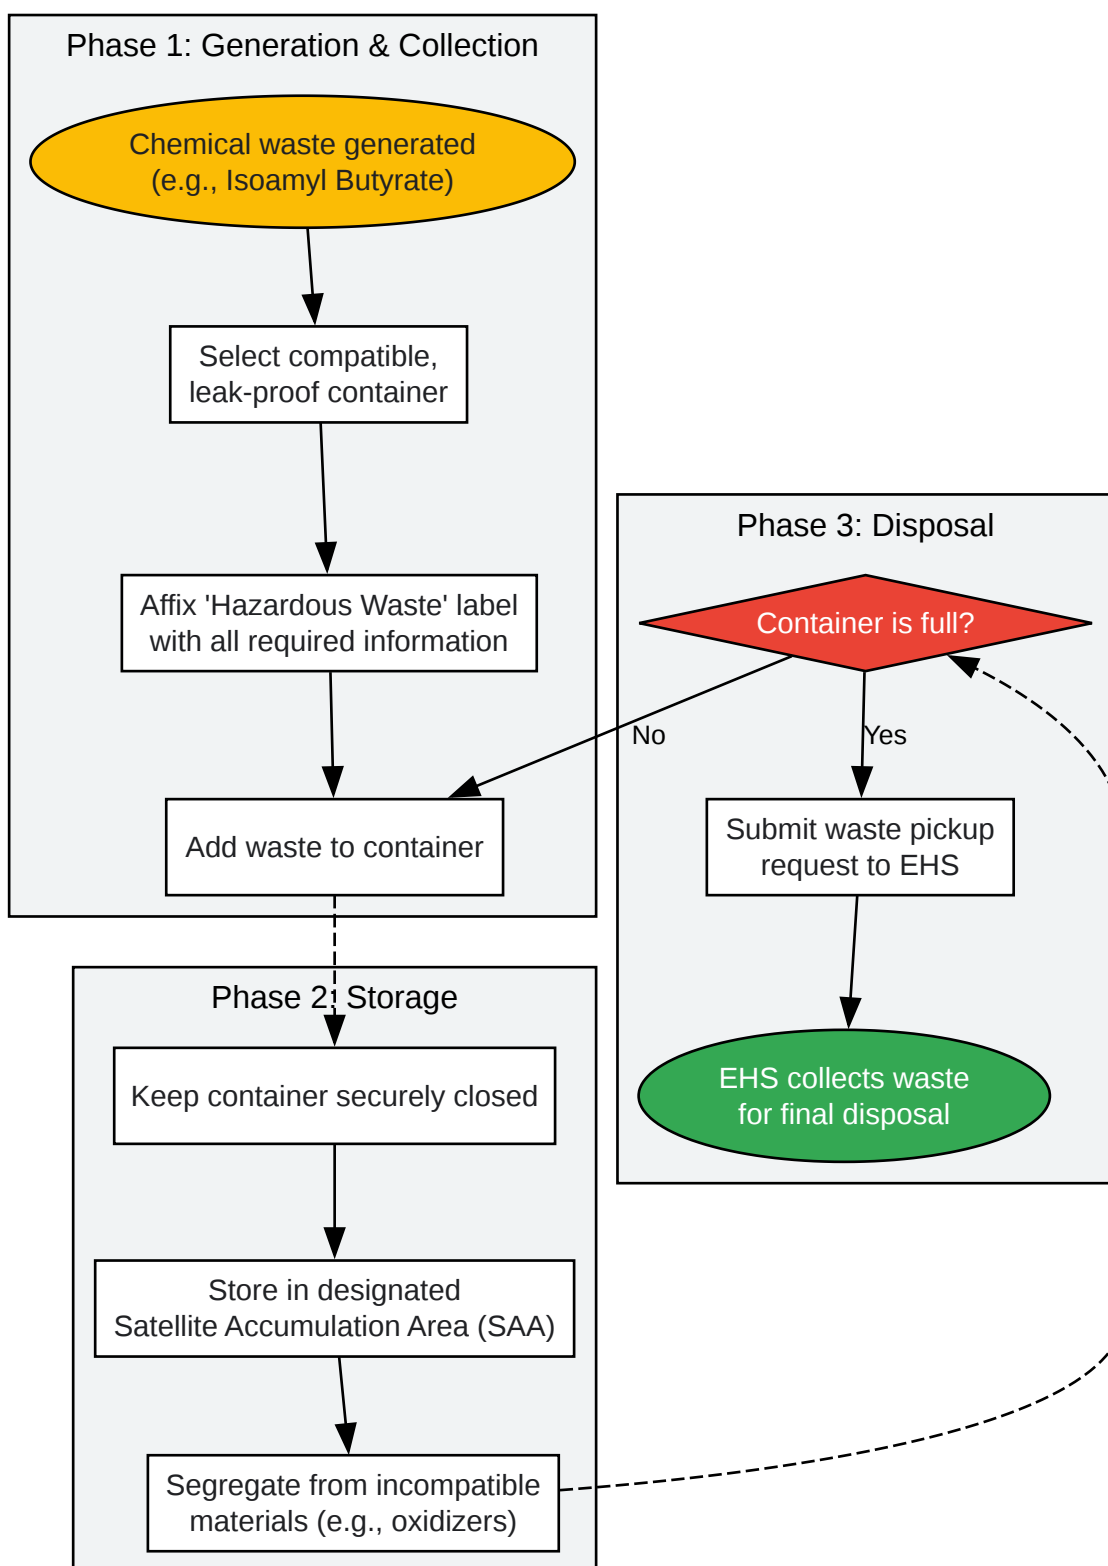 Phase 1: Generation & Collection
Chemical waste generated
(e.g., Isoamyl Butyrate)
Select compatible,
leak-proof container
Affix 'Hazardous Waste' label
with all required information
Add waste to container
Phase 2: Storage
Keep container securely closed
Store in designated
Satellite Accumulation Area (SAA)
Segregate from incompatible
materials (e.g., oxidizers)
Phase 3: Disposal
Container is full?
No
Yes
Submit waste pickup
request to EHS
EHS collects waste
for final disposal